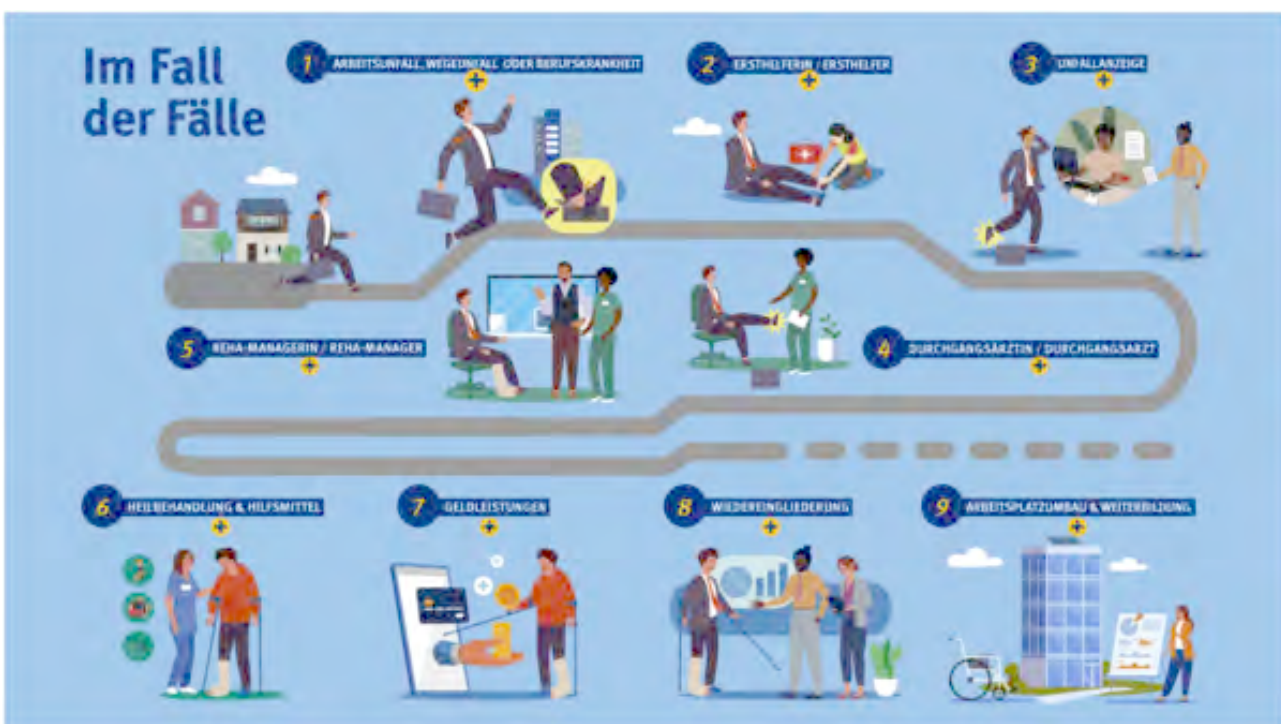 Im Fall
der Fälle
1 ARBEITSUNFALL, WEGEUNFALL ODER BERUFSKRANKHEIT
2 ERSTHELFERIN / ERSTHELFER
3 UNFALLANZEIGE
4 DURCHGANGSÄRZTIN / DURCHGANGSARZT
5 REHA-MANAGERIN / REHA-MANAGER
6 HEILBEHANDLUNG & HILFSMITTEL
7 GELDLEISTUNGEN
8 WIEDEREINGLIEDERUNG
9 ARBEITSPLATZUMBAU & WEITERBILDUNG